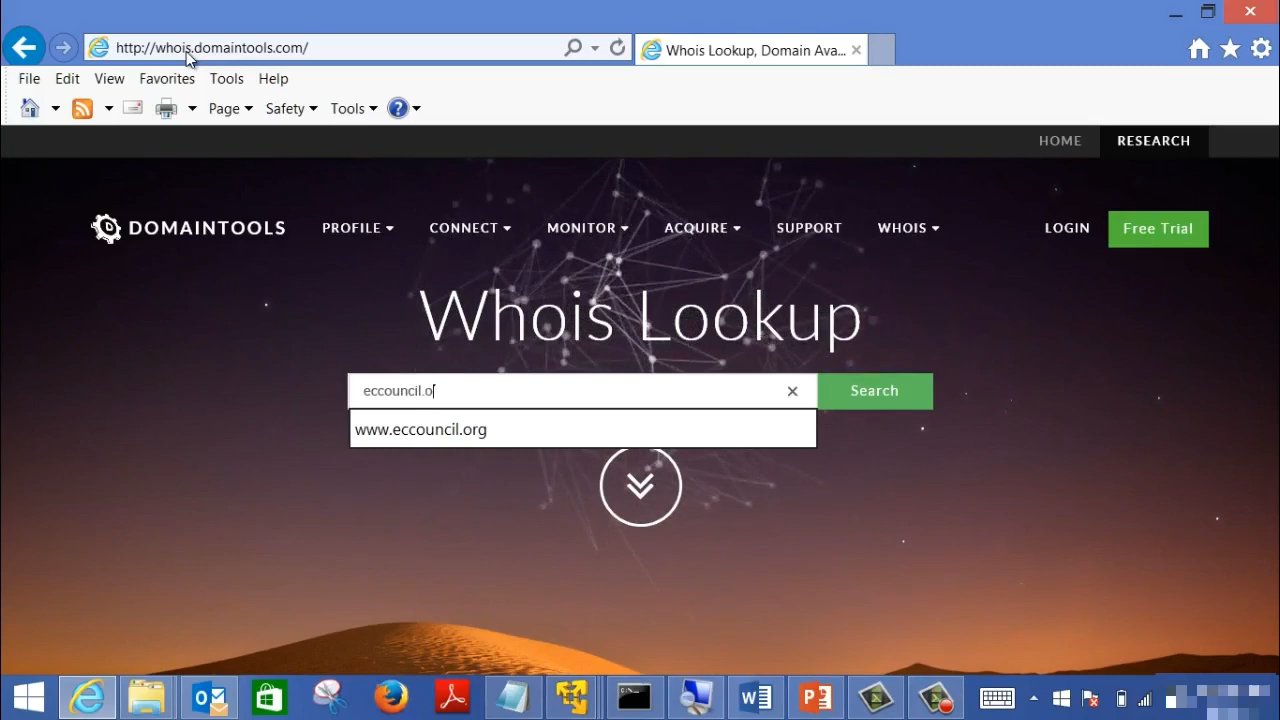 http://whois.domaintools.com/
Whois Lookup, Domain Ava...
File Edit View Favorites Tools Help
Page Safety Tools
HOME RESEARCH
DOMAINTOOLS PROFILE CONNECT MONITOR ACQUIRE SUPPORT WHOIS LOGIN Free Trial
Whois Lookup
eccouncil.o Search
www.eccouncil.org